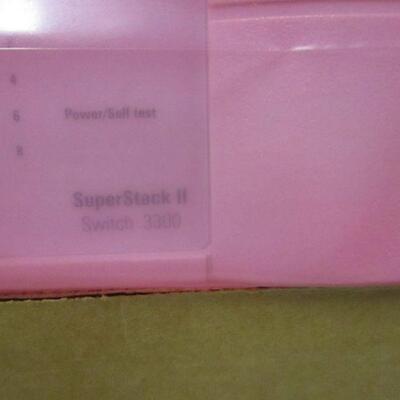 4
6 Power/Self test
8
SuperStack II
Switch 3300